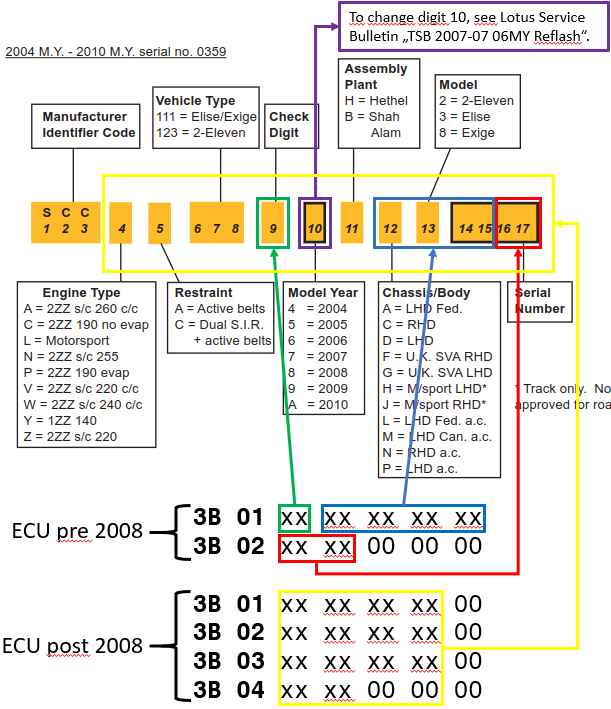 To change digit 10, see Lotus Service
Bulletin „TSB 2007-07 06MY Reflash“.
2004 M.Y. - 2010 M.Y. serial no. 0359
Manufacturer
Identifier Code
Vehicle Type
111 = Elise/Exige
123 = 2-Eleven
Check
Digit
Assembly
Plant
H = Hethel
B = Shah
Alam
Model
2 = 2-Eleven
3 = Elise
8 = Exige
S C C
1 2 3 4 5 6 7 8 9 10 11 12 13 14 15 16 17
Engine Type
A = 2ZZ s/c 260 c/c
C = 2ZZ 190 no evap
L = Motorsport
N = 2ZZ s/c 255
P = 2ZZ 190 evap
V = 2ZZ s/c 220 c/c
W = 2ZZ s/c 240 c/c
Y = 1ZZ 140
Z = 2ZZ s/c 220
Restraint
A = Active belts
C = Dual S.I.R.
+ active belts
Model Year
4 = 2004
5 = 2005
6 = 2006
7 = 2007
8 = 2008
9 = 2009
A = 2010
Chassis/Body
A = LHD Fed.
C = RHD
D = LHD
F = U.K. SVA RHD
G = U.K. SVA LHD
H = M/sport LHD*
J = M/sport RHD*
L = LHD Fed. a.c.
M = LHD Can. a.c.
N = RHD a.c.
P = LHD a.c.
Serial
Number
* Track only. No
approved for roa
ECU pre 2008
3B 01 xx xx xx xx xx
3B 02 xx xx 00 00 00
ECU post 2008
3B 01 xx xx xx xx 00
3B 02 xx xx xx xx 00
3B 03 xx xx xx xx 00
3B 04 xx xx 00 00 00